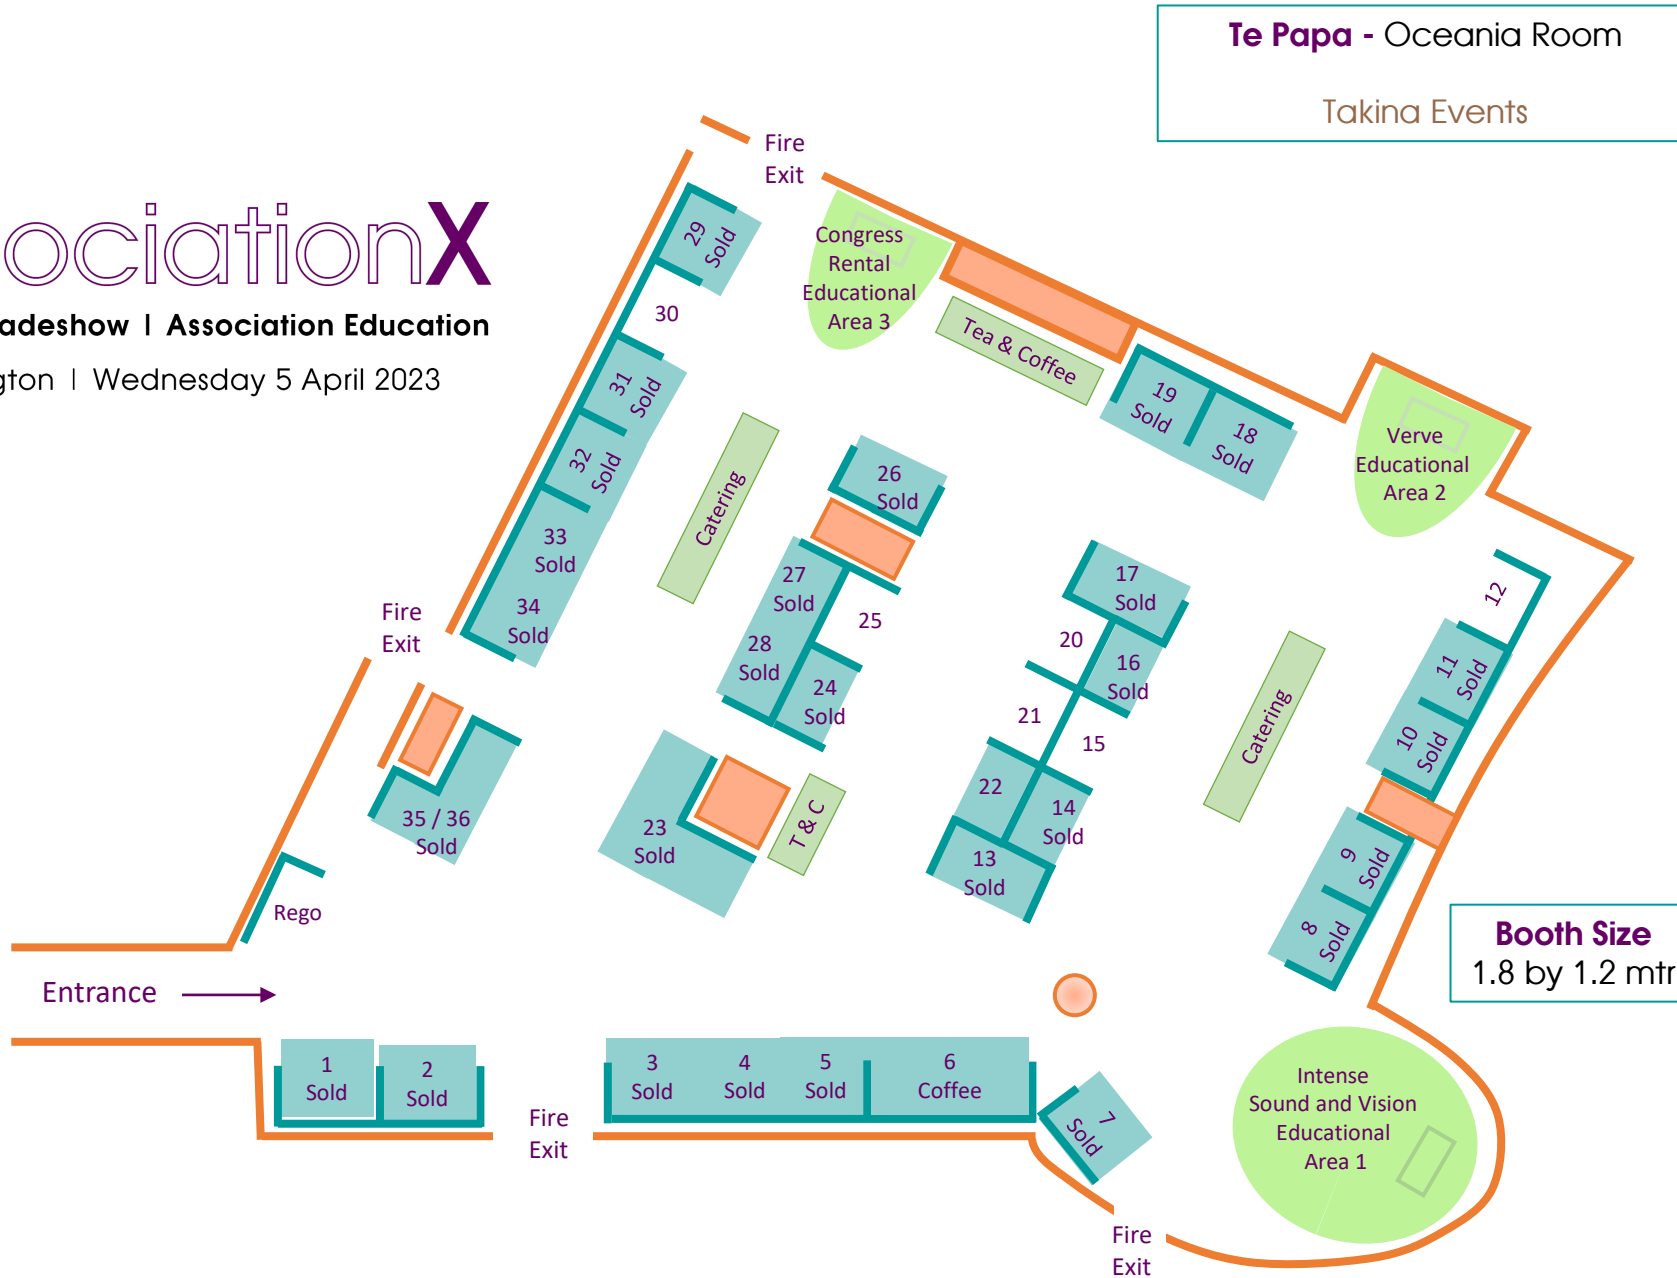 Te Papa - Oceania Room
Takina Events
ociationX
adeshow | Association Education
gton | Wednesday 5 April 2023
Fire
Exit
29
Sold
30
31
Sold
32
Sold
33
Sold
34
Sold
Congress
Rental
Educational
Area 3
Tea & Coffee
19
Sold
18
Sold
Verve
Educational
Area 2
Catering
26
Sold
27
Sold
25
28
Sold
24
Sold
17
Sold
20
16
Sold
21
15
22
14
Sold
13
Sold
Catering
12
11
Sold
10
Sold
9
Sold
8
Sold
Fire
Exit
35 / 36
Sold
23
Sold
T & C
Rego
Entrance
Booth Size
1.8 by 1.2 mtr
1
Sold
2
Sold
Fire
Exit
3
Sold
4
Sold
5
Sold
6
Coffee
7
Sold
Intense
Sound and Vision
Educational
Area 1
Fire
Exit